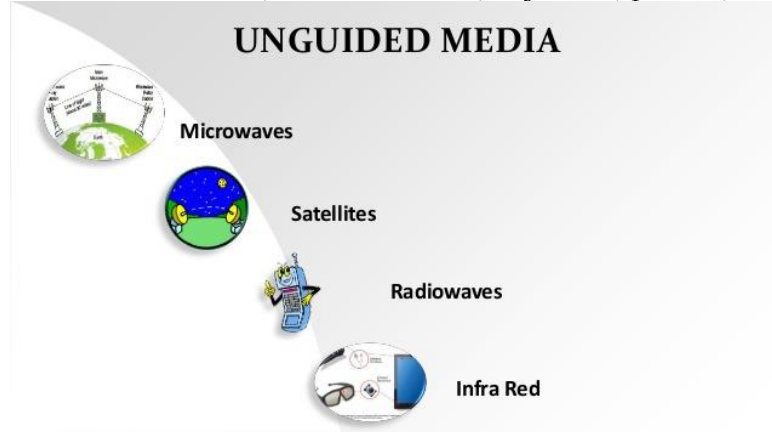 UNGUIDED MEDIA
Microwaves
Satellites
Radiowaves
Infra Red